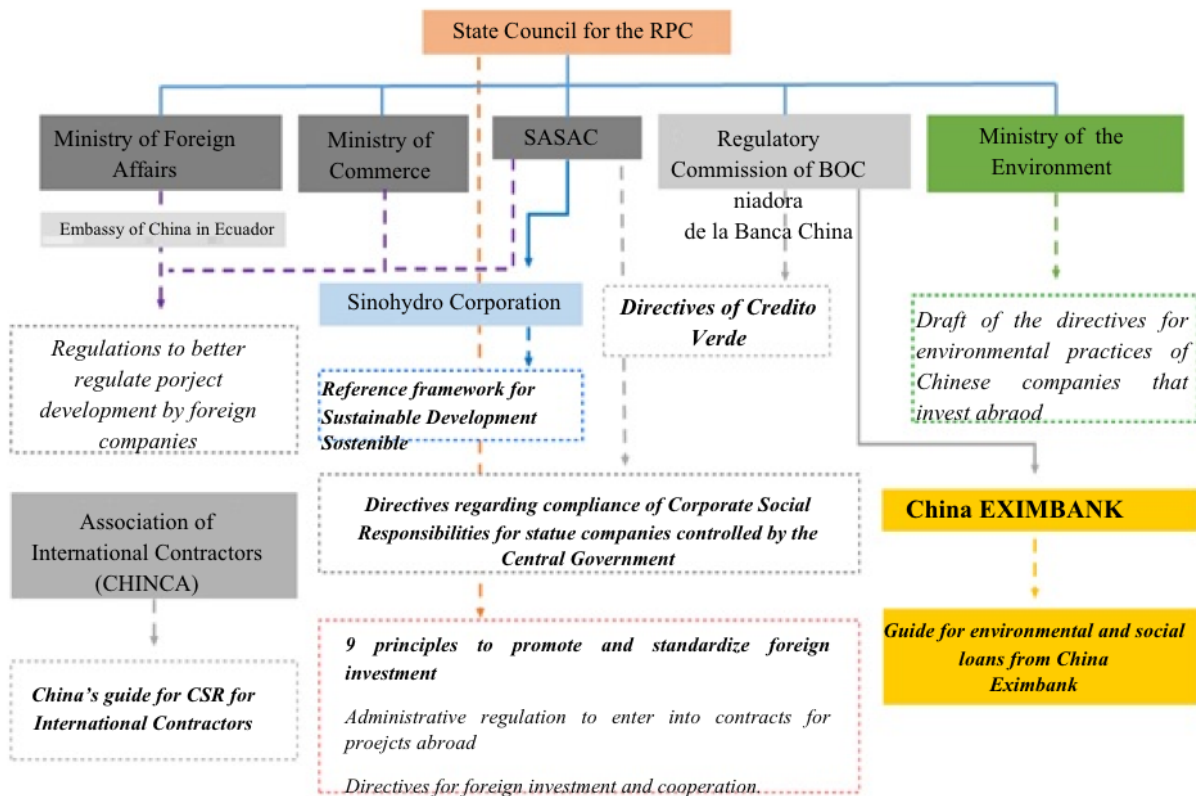 State Council for the RPC
Ministry of Foreign
Affairs
Ministry of
Commerce
SASAC
Regulatory
Commission of BOC
niadora
de la Banca China
Ministry of the
Environment
Embassy of China in Ecuador
Sinohydro Corporation
Directives of Credito
Verde
Draft of the directives for
environmental practices of
Chinese companies that
invest abraod
Regulations to better
regulate porject
development by foreign
companies
Reference framework for
Sustainable Development
Sostenible
Association of
International Contractors
(CHINCA)
Directives regarding compliance of Corporate Social
Responsibilities for statue companies controlled by the
Central Government
China EXIMBANK
China's guide for CSR for
International Contractors
9 principles to promote and standardize foreign
investment
Administrative regulation to enter into contracts for
proejcts abroad
Directives for foreign investment and cooperation.
Guide for environmental and social
loans from China
Eximbank